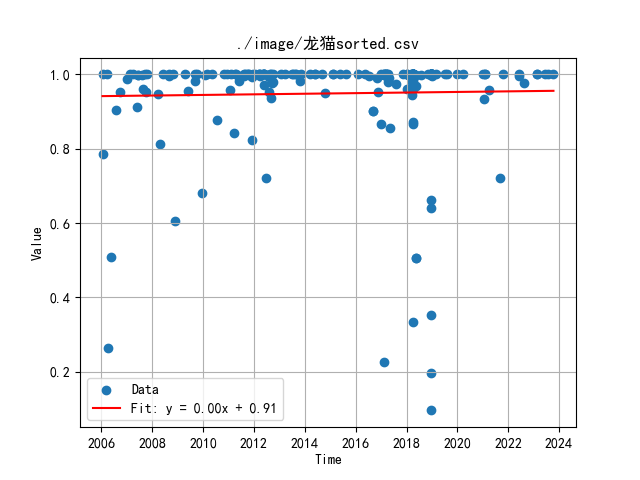 ./image/龙猫sorted.csv
Value
1.0
0.8
0.6
0.4
0.2
Data
Fit: y = 0.00x + 0.91
2006 2008 2010 2012 2014 2016 2018 2020 2022 2024
Time